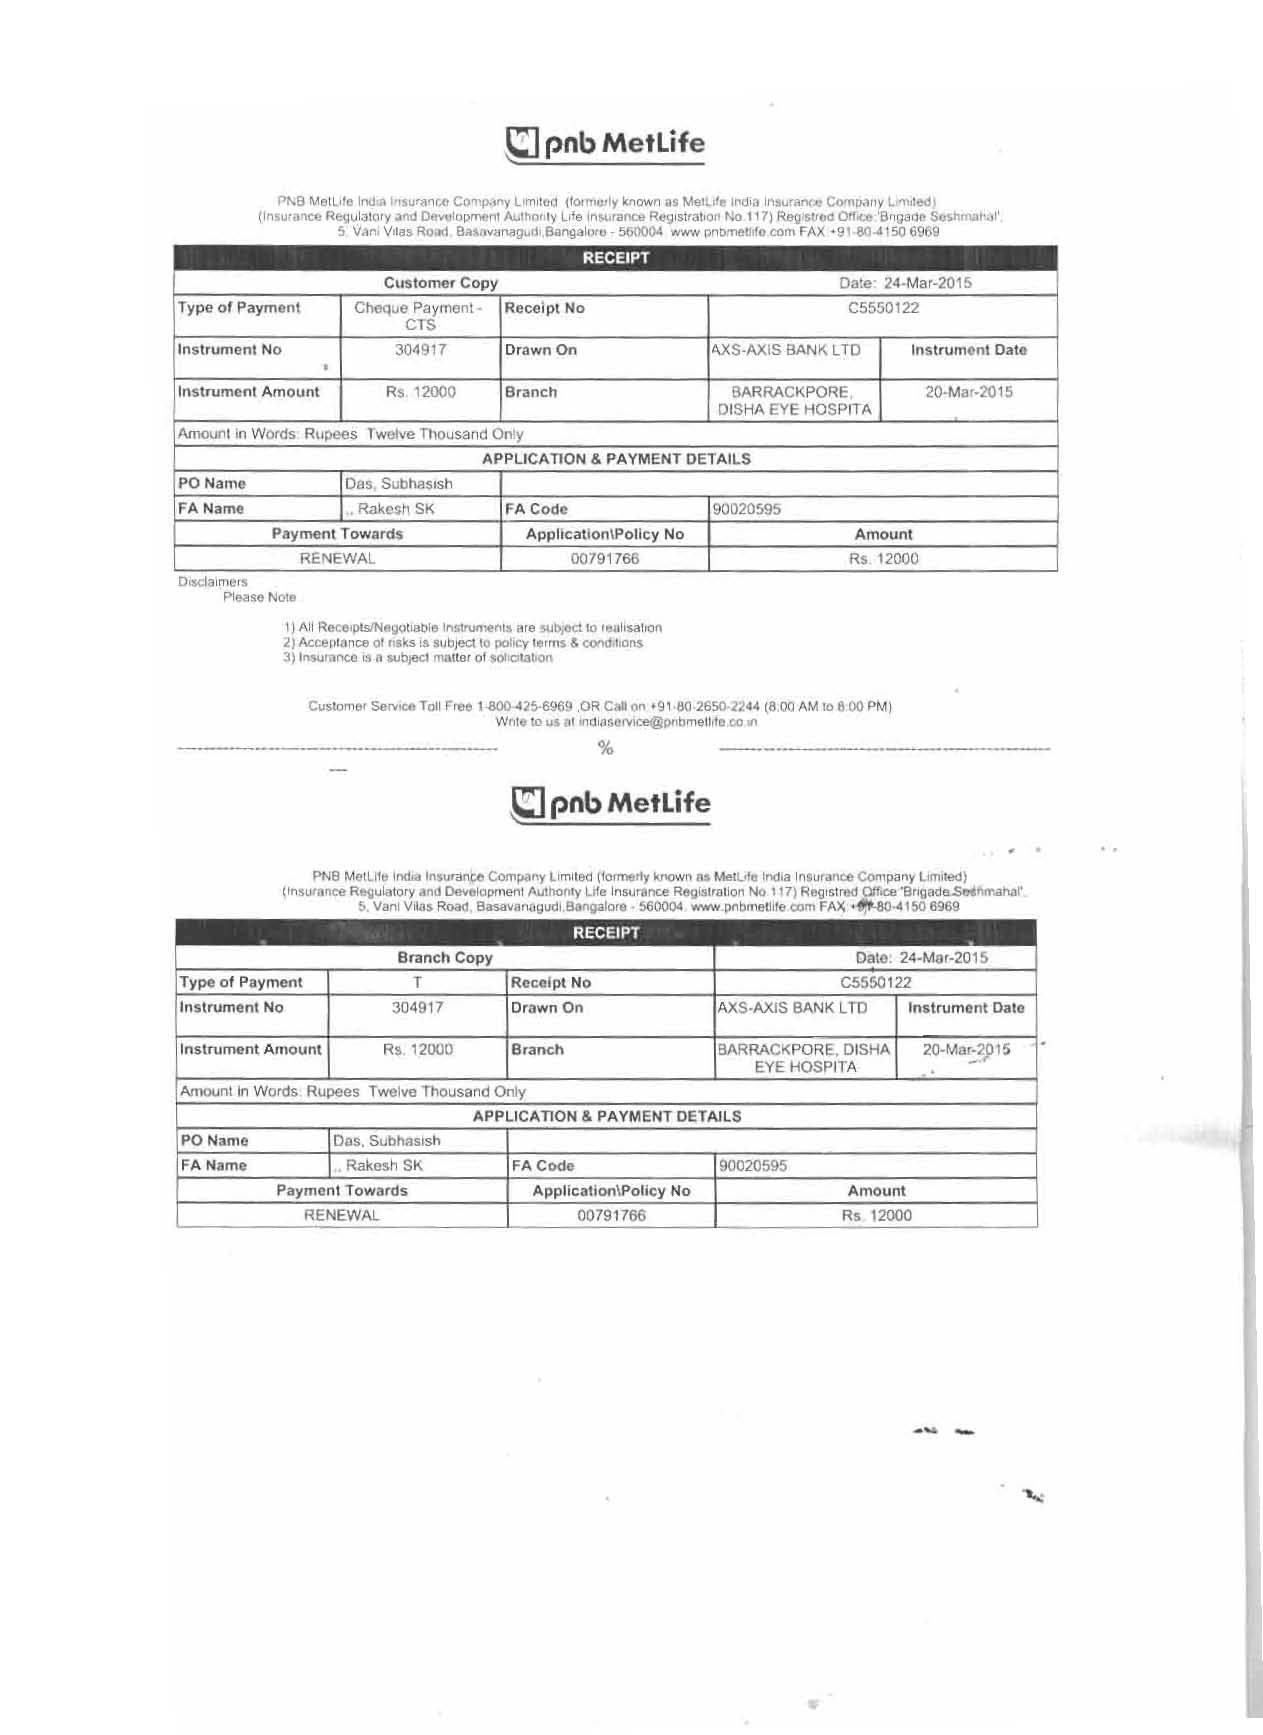 pnb MetLife
PNB MetLife India Insurance Company Limited (formerly known as MetLife India Insurance Company Limited)
(Insurance Regulatory and Development Authority Life Insurance Registration No.117) Registred Office:'Brigade Seshmahal',
5, Vani Vilas Road, Basavanagudi,Bangalore - 560004. www.pnbmetlife.com FAX +91-80-4150 6969
RECEIPT
Customer Copy Date: 24-Mar-2015
Type of Payment Cheque Payment - Receipt No C5550122
CTS
Instrument No 304917 Drawn On AXS-AXIS BANK LTD Instrument Date
Instrument Amount Rs. 12000 Branch BARRACKPORE, 20-Mar-2015
DISHA EYE HOSPITA
Amount in Words: Rupees Twelve Thousand Only
APPLICATION & PAYMENT DETAILS
PO Name Das, Subhasish
FA Name ., Rakesh SK FA Code 90020595
Payment Towards Application\Policy No Amount
RENEWAL 00791766 Rs. 12000
Disclaimers
Please Note
1) All Receipts/Negotiable Instruments are subject to realisation
2) Acceptance of risks is subject to policy terms & conditions
3) Insurance is a subject matter of solicitation
Customer Service Toll Free 1-800-425-6969 ,OR Call on +91-80-2650-2244 (8:00 AM to 8:00 PM)
Write to us at indiaservice@pnbmetlife.co.in
%
pnb MetLife
PNB MetLife India Insurance Company Limited (formerly known as MetLife India Insurance Company Limited)
(Insurance Regulatory and Development Authority Life Insurance Registration No.117) Registred Office:'Brigade Seshmahal',
5, Vani Vilas Road, Basavanagudi,Bangalore - 560004. www.pnbmetlife.com FAX +91-80-4150 6969
RECEIPT
Branch Copy Date: 24-Mar-2015
Type of Payment T Receipt No C5550122
Instrument No 304917 Drawn On AXS-AXIS BANK LTD Instrument Date
Instrument Amount Rs. 12000 Branch BARRACKPORE, DISHA 20-Mar-2015
EYE HOSPITA
Amount in Words: Rupees Twelve Thousand Only
APPLICATION & PAYMENT DETAILS
PO Name Das, Subhasish
FA Name ., Rakesh SK FA Code 90020595
Payment Towards Application\Policy No Amount
RENEWAL 00791766 Rs. 12000